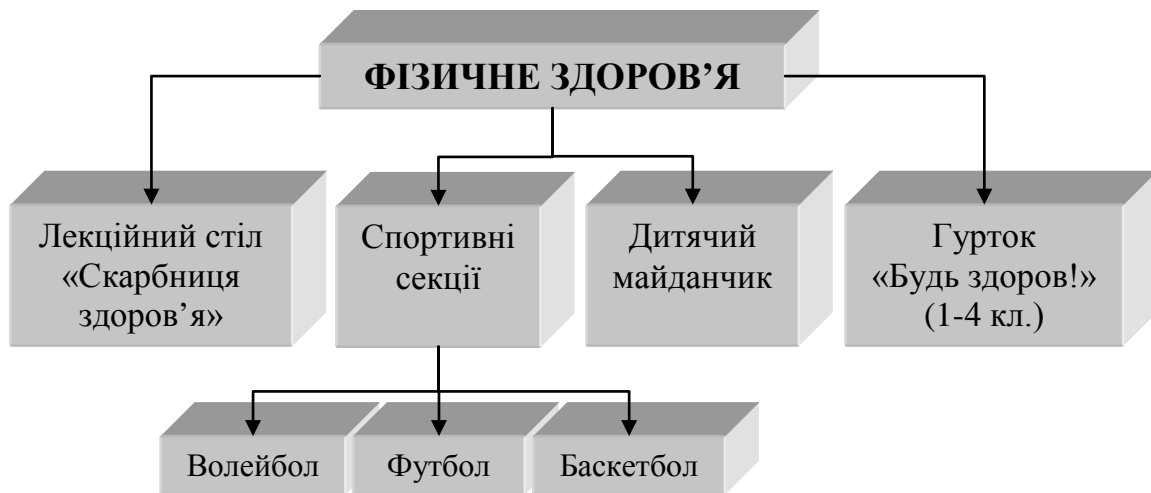 ФІЗИЧНЕ ЗДОРОВ’Я
Лекційний стіл
«Скарбниця
здоров’я»
Спортивні
секції
Дитячий
майданчик
Гурток
«Будь здоров!»
(1-4 кл.)
Волейбол
Футбол
Баскетбол